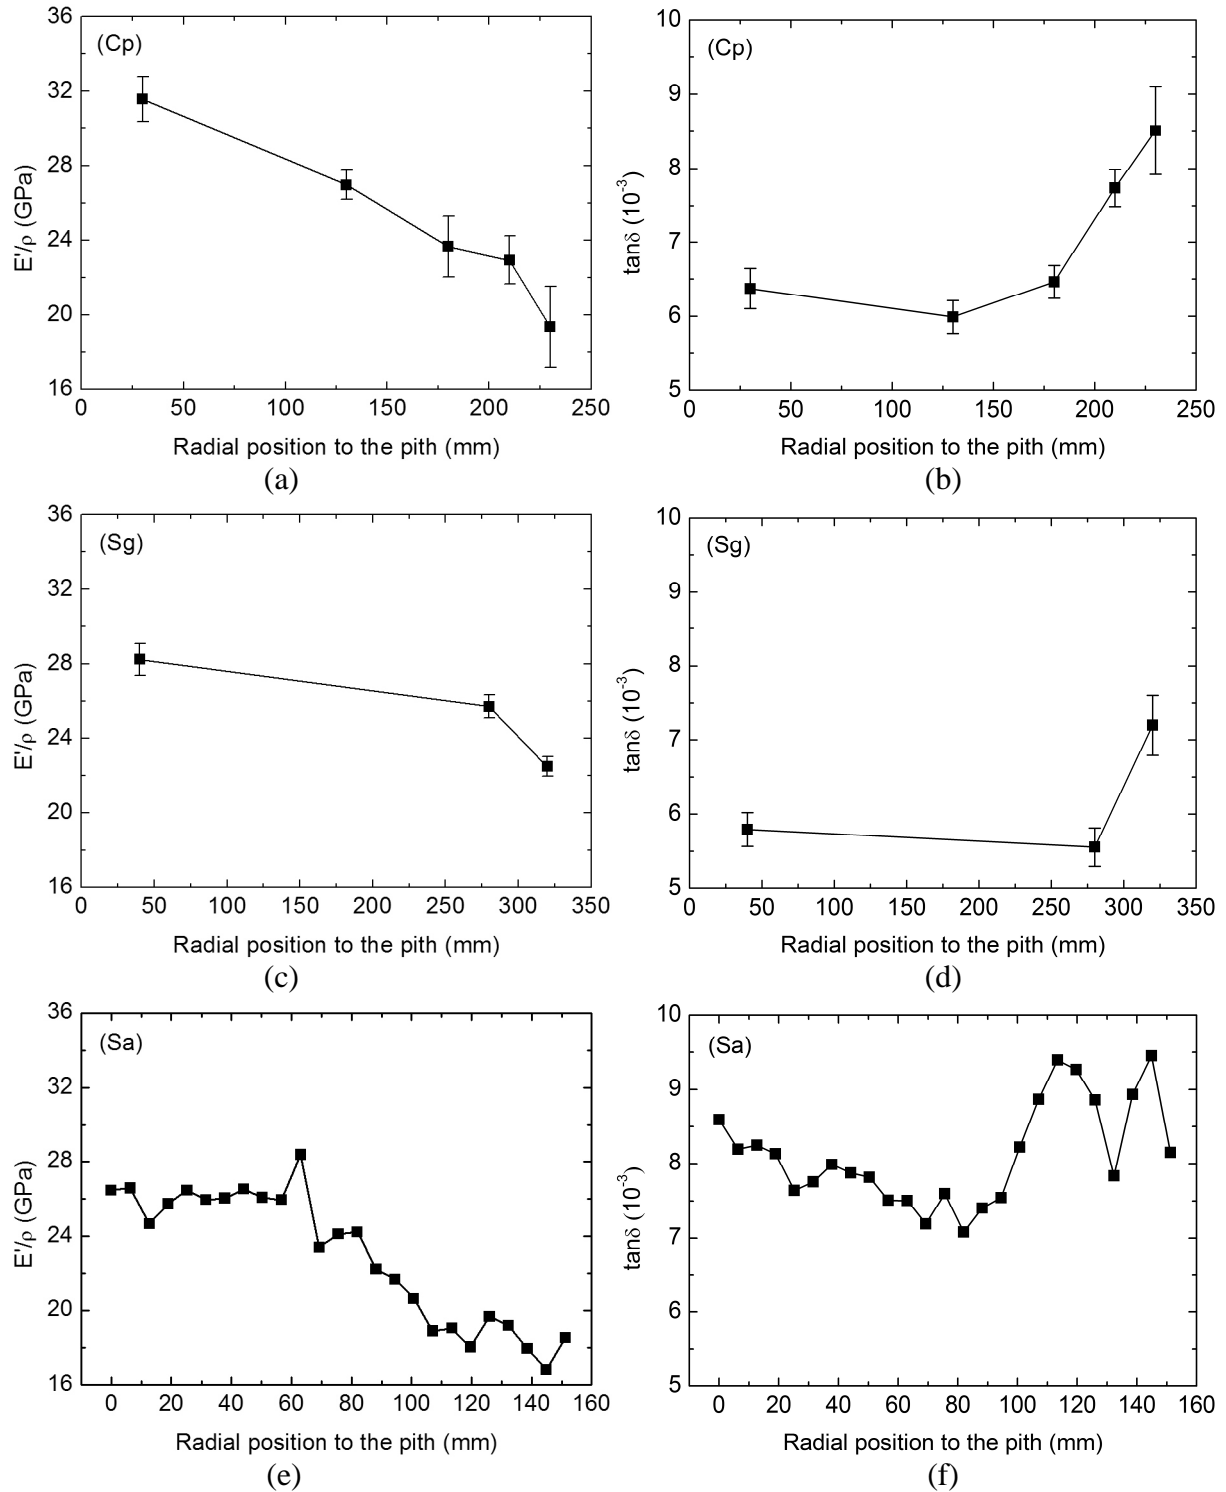 36
(Cp)
32
28
24
20
16
E'/ρ (GPa)
0 50 100 150 200 250
Radial position to the pith (mm)
(a)
10
(Cp)
9
8
7
6
5
tanδ (10-3)
0 50 100 150 200 250
Radial position to the pith (mm)
(b)
36
(Sg)
32
28
24
20
16
E'/ρ (GPa)
0 50 100 150 200 250 300 350
Radial position to the pith (mm)
(c)
10
(Sg)
9
8
7
6
5
tanδ (10-3)
0 50 100 150 200 250 300 350
Radial position to the pith (mm)
(d)
36
(Sa)
32
28
24
20
16
E'/ρ (GPa)
0 20 40 60 80 100 120 140 160
Radial position to the pith (mm)
(e)
10
(Sa)
9
8
7
6
5
tanδ (10-3)
0 20 40 60 80 100 120 140 160
Radial position to the pith (mm)
(f)